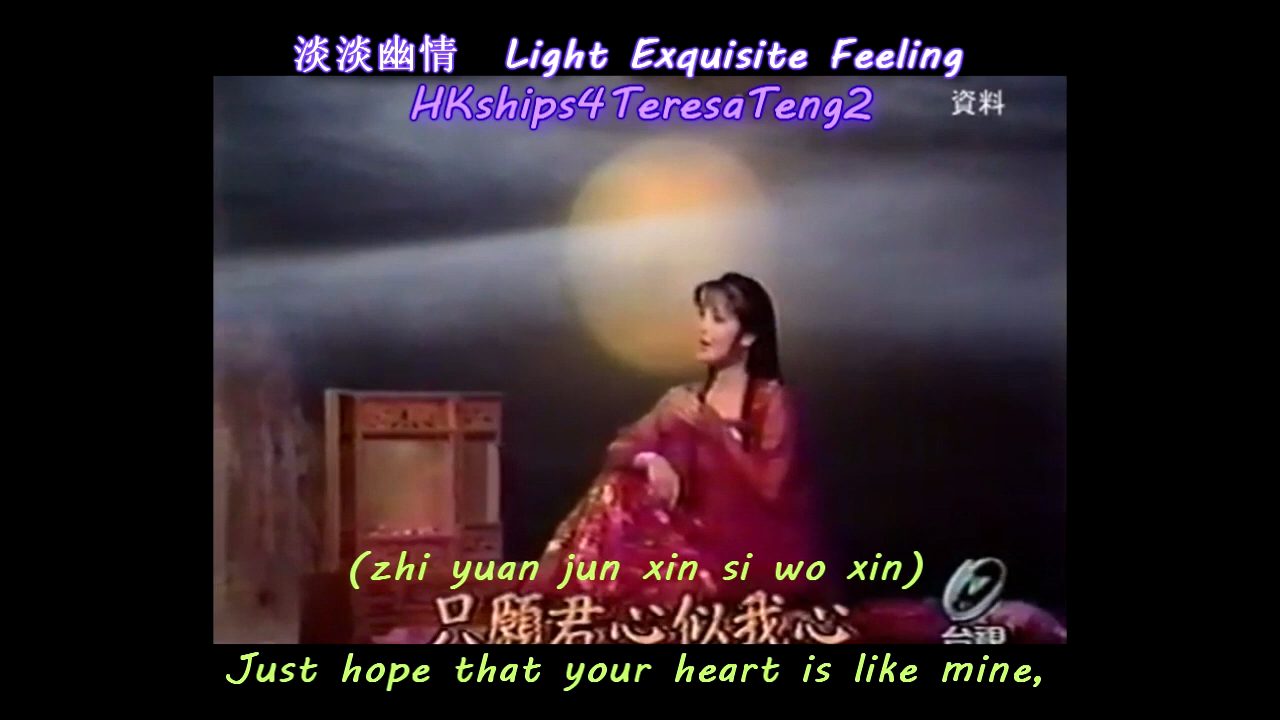 淡淡幽情 Light Exquisite Feeling
HKships4TeresaTeng2
資料
(zhi yuan jun xin si wo xin)
只願君心似我心
台視
Just hope that your heart is like mine,